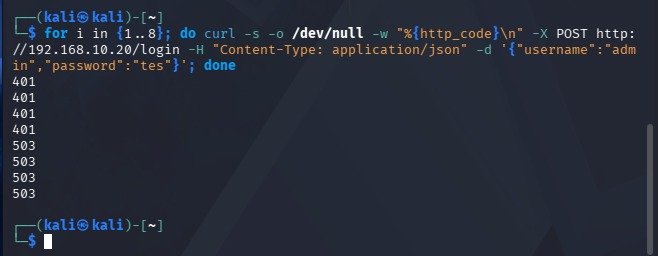 ┌──(kali㉿kali)-[~]
└─$ for i in {1..8}; do curl -s -o /dev/null -w "%{http_code}\n" -X POST http:
//192.168.10.20/login -H "Content-Type: application/json" -d '{"username":"adm
in","password":"tes"}'; done
401
401
401
401
503
503
503
503
┌──(kali㉿kali)-[~]
└─$